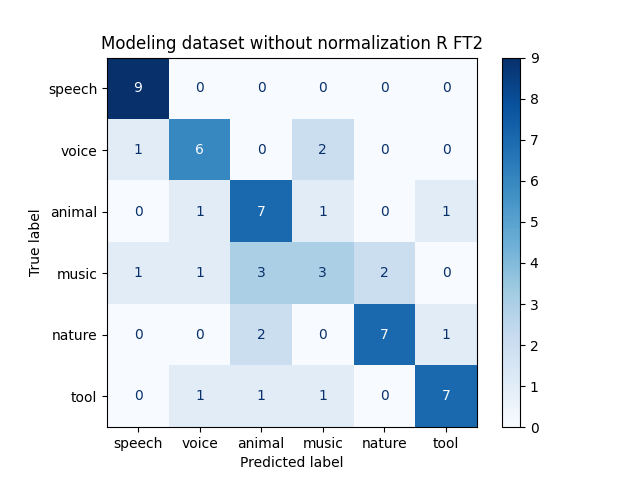 Modeling dataset without normalization R FT2
True label
speech 9 0 0 0 0 0
voice 1 6 0 2 0 0
animal 0 1 7 1 0 1
music 1 1 3 3 2 0
nature 0 0 2 0 7 1
tool 0 1 1 1 0 7
speech voice animal music nature tool
Predicted label
9
8
7
6
5
4
3
2
1
0